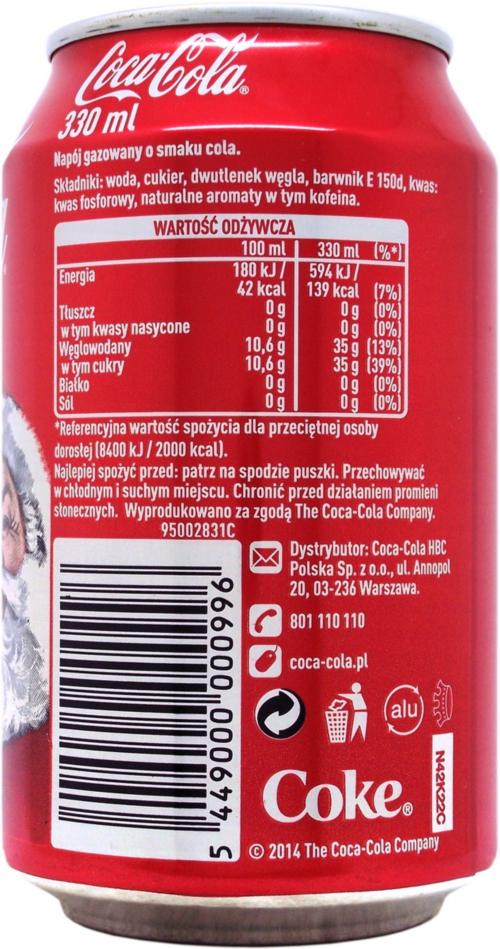 Coca-Cola®
330 ml
Napój gazowany o smaku cola.
Składniki: woda, cukier, dwutlenek węgla, barwnik E 150d, kwas:
kwas fosforowy, naturalne aromaty w tym kofeina.
WARTOŚĆ ODŻYWCZA
100 ml 330 ml (%*)
Energia 180 kJ / 594 kJ /
42 kcal 139 kcal (7%)
Tłuszcz 0 g 0 g (0%)
w tym kwasy nasycone 0 g 0 g (0%)
Węglowodany 10,6 g 35 g (13%)
w tym cukry 10,6 g 35 g (39%)
Białko 0 g 0 g (0%)
Sól 0 g 0 g (0%)
*Referencyjna wartość spożycia dla przeciętnej osoby
dorosłej (8400 kJ / 2000 kcal).
Najlepiej spożyć przed: patrz na spodzie puszki. Przechowywać
w chłodnym i suchym miejscu. Chronić przed działaniem promieni
słonecznych. Wyprodukowano za zgodą The Coca-Cola Company.
95002831C
5 449000 000996
Dystrybutor: Coca-Cola HBC
Polska Sp. z o.o., ul. Annopol
20, 03-236 Warszawa.
801 110 110
coca-cola.pl
alu
N42K22C
Coke®
© 2014 The Coca-Cola Company